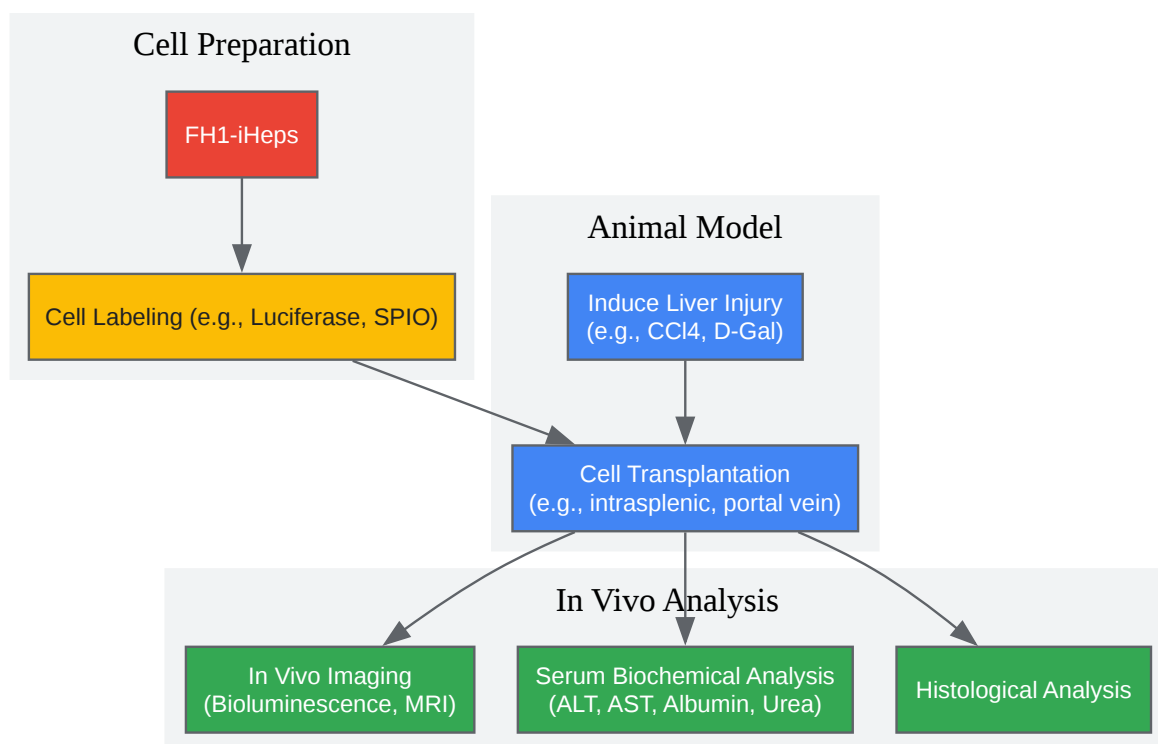 Cell Preparation
FH1-iHeps
Cell Labeling (e.g., Luciferase, SPIO)
Animal Model
Induce Liver Injury
(e.g., CCl4, D-Gal)
Cell Transplantation
(e.g., intrasplenic, portal vein)
In Vivo Analysis
In Vivo Imaging
(Bioluminescence, MRI)
Serum Biochemical Analysis
(ALT, AST, Albumin, Urea)
Histological Analysis